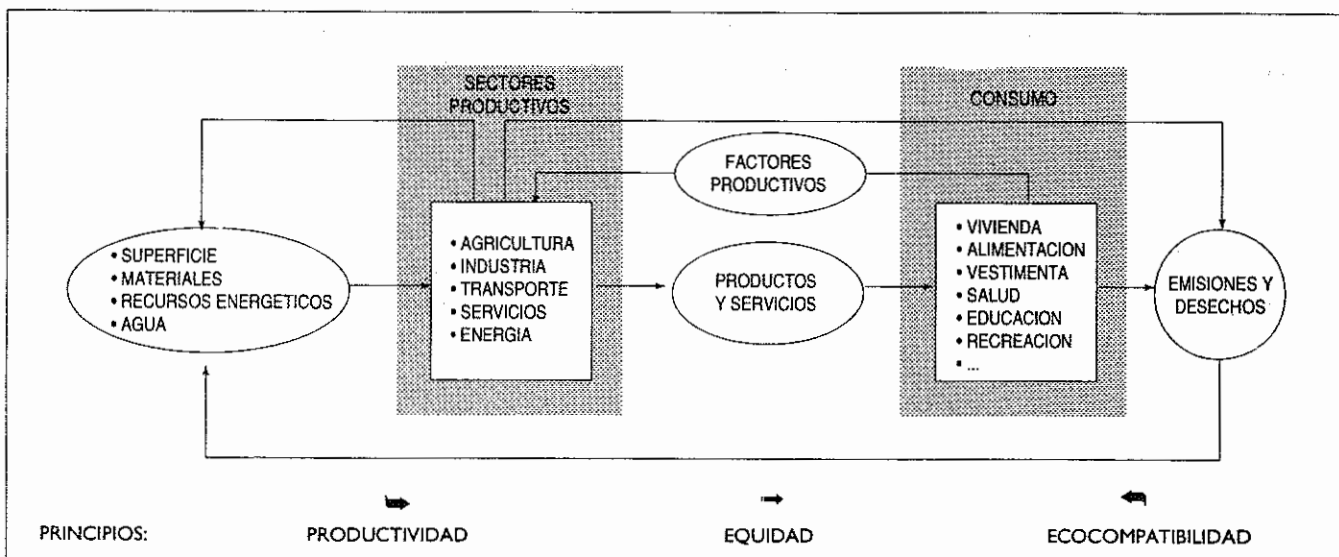 SECTORES
PRODUCTIVOS
CONSUMO
FACTORES
PRODUCTIVOS
• SUPERFICIE
• MATERIALES
• RECURSOS ENERGETICOS
• AGUA
• AGRICULTURA
• INDUSTRIA
• TRANSPORTE
• SERVICIOS
• ENERGIA
PRODUCTOS
Y SERVICIOS
• VIVIENDA
• ALIMENTACION
• VESTIMENTA
• SALUD
• EDUCACION
• RECREACION
• ...
EMISIONES Y
DESECHOS
PRINCIPIOS: PRODUCTIVIDAD EQUIDAD ECOCOMPATIBILIDAD